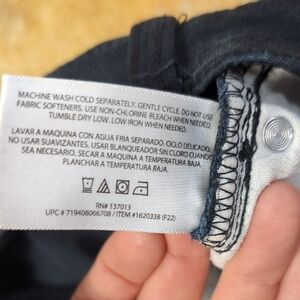 MACHINE WASH COLD SEPARATELY. GENTLE CYCLE. DO NOT USE
FABRIC SOFTENERS. USE NON-CHLORINE BLEACH WHEN NEEDED.
TUMBLE DRY LOW. LOW IRON WHEN NEEDED.
LAVAR A MAQUINA CON AGUA FRIA SEPARADO. CICLO DELICADO.
NO USAR SUAVIZANTES. USAR BLANQUEADOR SIN CLORO CUANDO
SEA NECESARIO. SECAR A MAQUINA A TEMPERATURA BAJA.
PLANCHAR A TEMPERATURA BAJA.
RN# 137013
UPC # 719408066708 / ITEM #1620338 (F22)